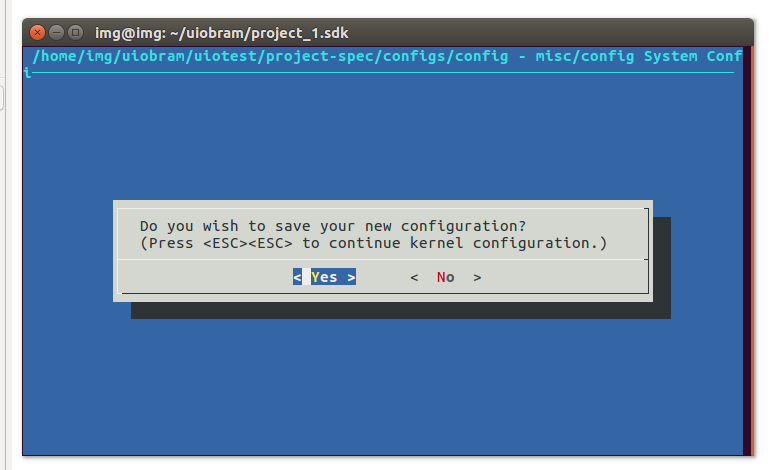 img@img: ~/uiobram/project_1.sdk
/home/img/uiobram/uiotest/project-spec/configs/config - misc/config System Conf
i
Do you wish to save your new configuration?
(Press <ESC><ESC> to continue kernel configuration.)
< Yes > < No >